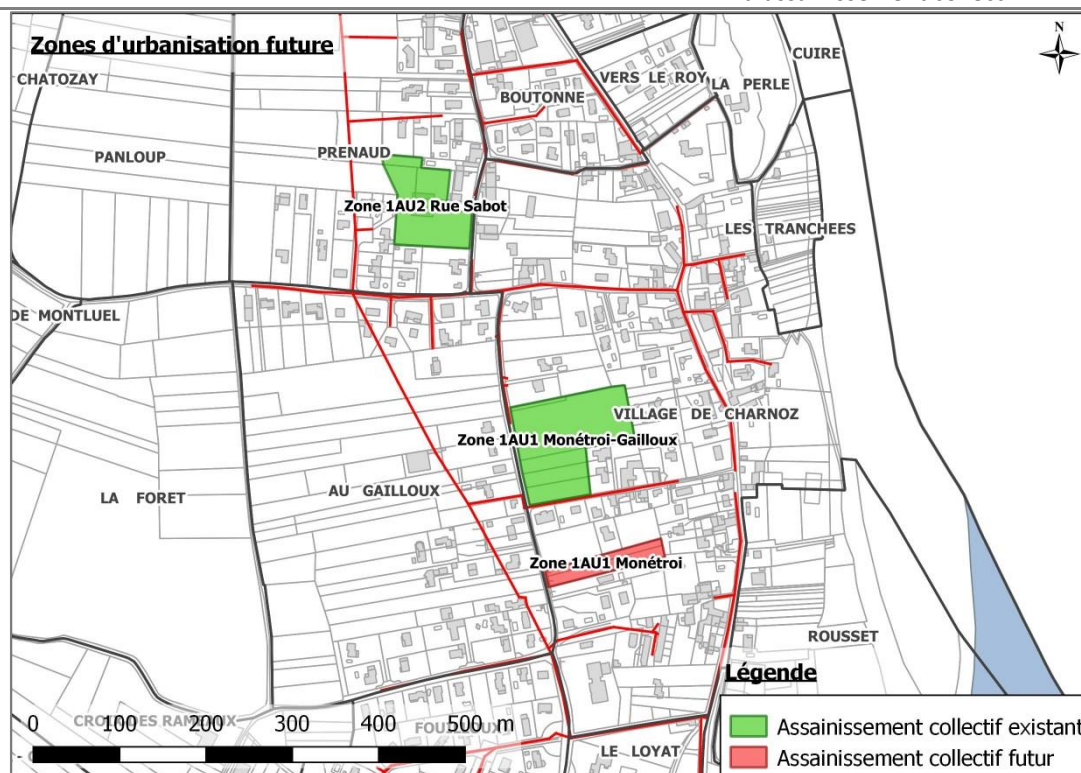 Zones d'urbanisation future
N
CUIRE
CHATOZAY
VERS LE ROY
LA PERLE
BOUTONNE
PANLOUP
PRENAUD
Zone 1AU2 Rue Sabot
LES TRANCHEES
DE MONTLUEL
VILLAGE DE CHARNOZ
Zone 1AU1 Monétroi-Gailloux
LA FORET
AU GAILLOUX
Zone 1AU1 Monétroi
ROUSSET
Légende
0 100 200 300 400 500 m
LE LOYAT
Assainissement collectif existant
Assainissement collectif futur